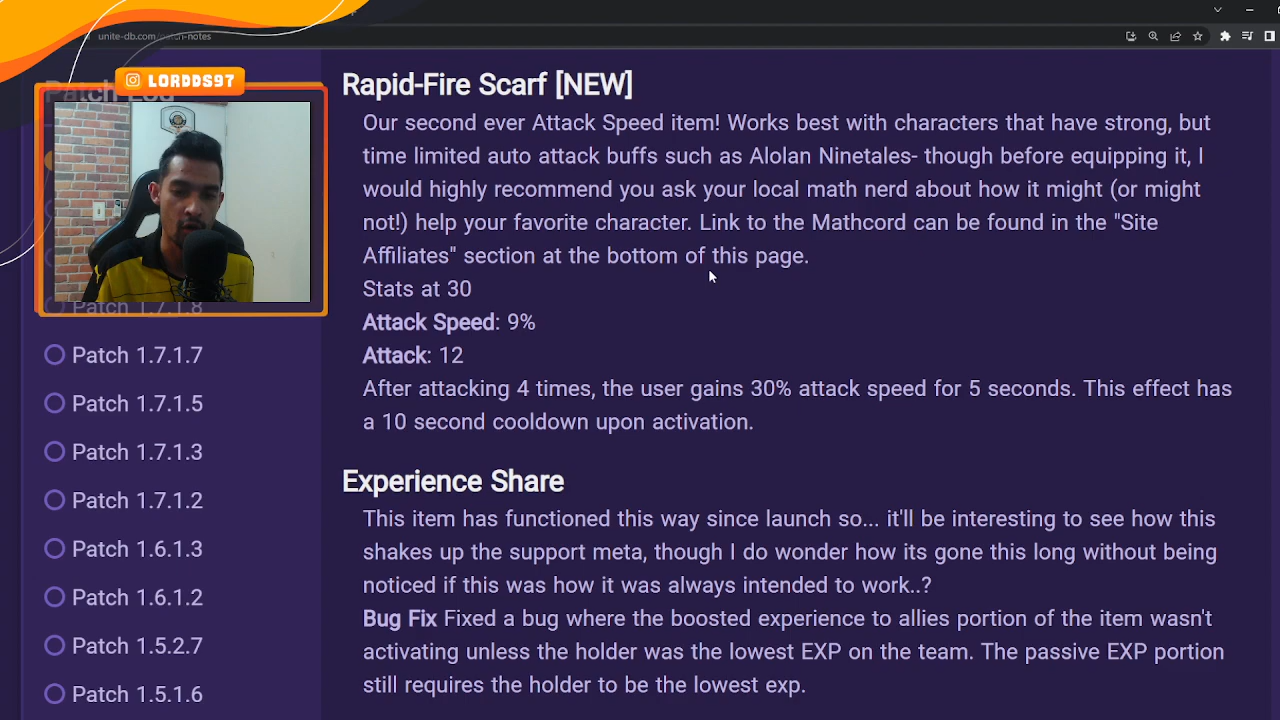 unite-db.com/patch-notes
LORDDS97
Patch Log
Patch 1.7.1.8
Patch 1.7.1.7
Patch 1.7.1.5
Patch 1.7.1.3
Patch 1.7.1.2
Patch 1.6.1.3
Patch 1.6.1.2
Patch 1.5.2.7
Patch 1.5.1.6
Rapid-Fire Scarf [NEW]
Our second ever Attack Speed item! Works best with characters that have strong, but
time limited auto attack buffs such as Alolan Ninetales- though before equipping it, I
would highly recommend you ask your local math nerd about how it might (or might
not!) help your favorite character. Link to the Mathcord can be found in the "Site
Affiliates" section at the bottom of this page.
Stats at 30
Attack Speed: 9%
Attack: 12
After attacking 4 times, the user gains 30% attack speed for 5 seconds. This effect has
a 10 second cooldown upon activation.
Experience Share
This item has functioned this way since launch so... it'll be interesting to see how this
shakes up the support meta, though I do wonder how its gone this long without being
noticed if this was how it was always intended to work..?
Bug Fix Fixed a bug where the boosted experience to allies portion of the item wasn't
activating unless the holder was the lowest EXP on the team. The passive EXP portion
still requires the holder to be the lowest exp.